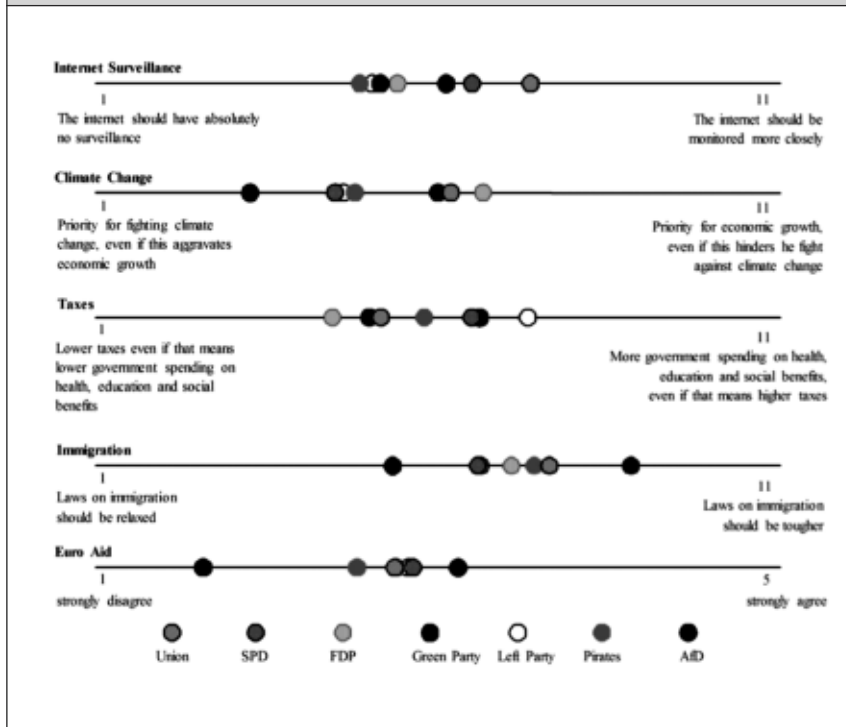 Internet Surveillance
1
11
The internet should have absolutely
no surveillance
The internet should be
monitored more closely
Climate Change
1
11
Priority for fighting climate
change, even if this aggravates
economic growth
Priority for economic growth,
even if this hinders he fight
against climate change
Taxes
1
11
Lower taxes even if that means
lower government spending on
health, education and social
benefits
More government spending on health,
education and social benefits,
even if that means higher taxes
Immigration
1
11
Laws on immigration
should be relaxed
Laws on immigration
should be tougher
Euro Aid
1
5
strongly disagree
strongly agree
Union SPD FDP Green Party Left Party Pirates AfD